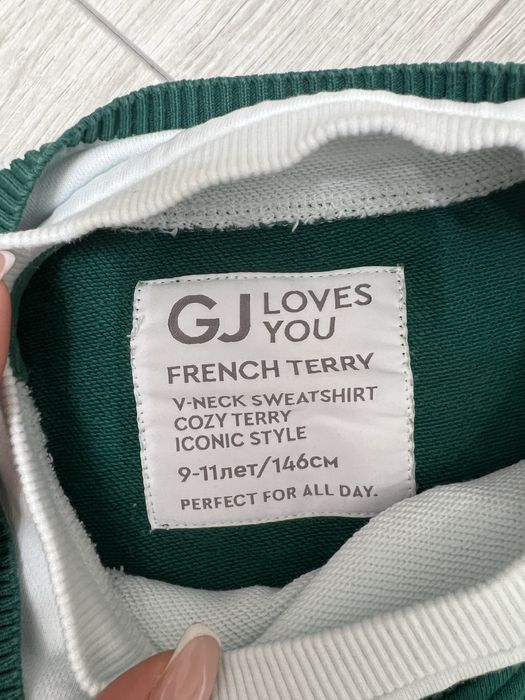 GJ LOVES
YOU
FRENCH TERRY
V-NECK SWEATSHIRT
COZY TERRY
ICONIC STYLE
9-11лет/146см
PERFECT FOR ALL DAY.